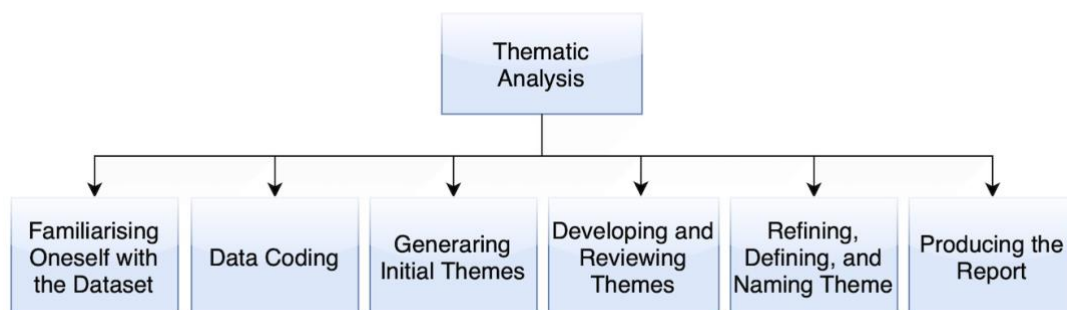 Thematic
Analysis
Familiarising
Oneself with
the Dataset
Data Coding
Generaring
Initial Themes
Developing and
Reviewing
Themes
Refining,
Defining, and
Naming Theme
Producing the
Report